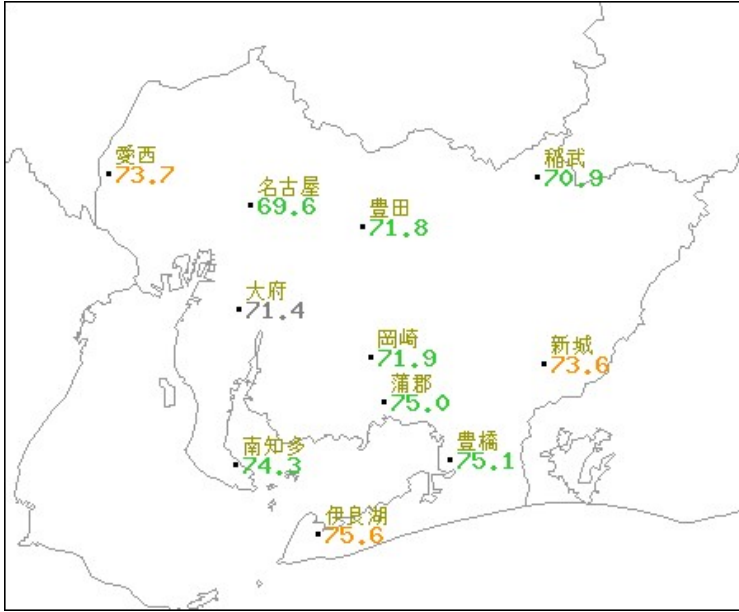 愛西
73.7
稲武
70.9
名古屋
69.6
豊田
71.8
大府
71.4
岡崎
71.9
新城
73.6
蒲郡
75.0
南知多
74.3
豊橋
75.1
伊良湖
75.6